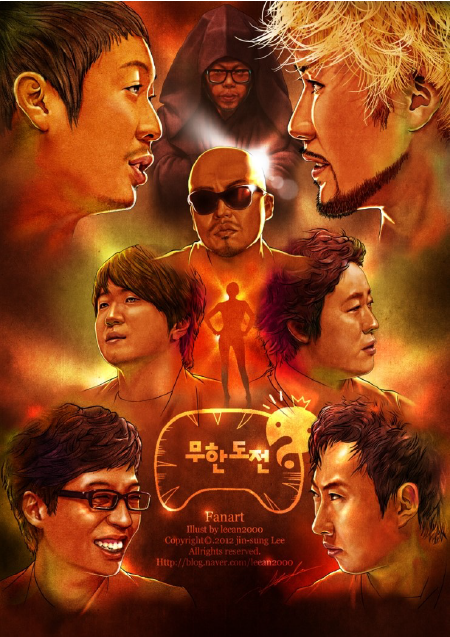 무한도전
Fanart
Illust by leean2000
Copyright©.2012 Jin-sung Lee
Allrights reserved.
Http://blog.naver.com/leean2000